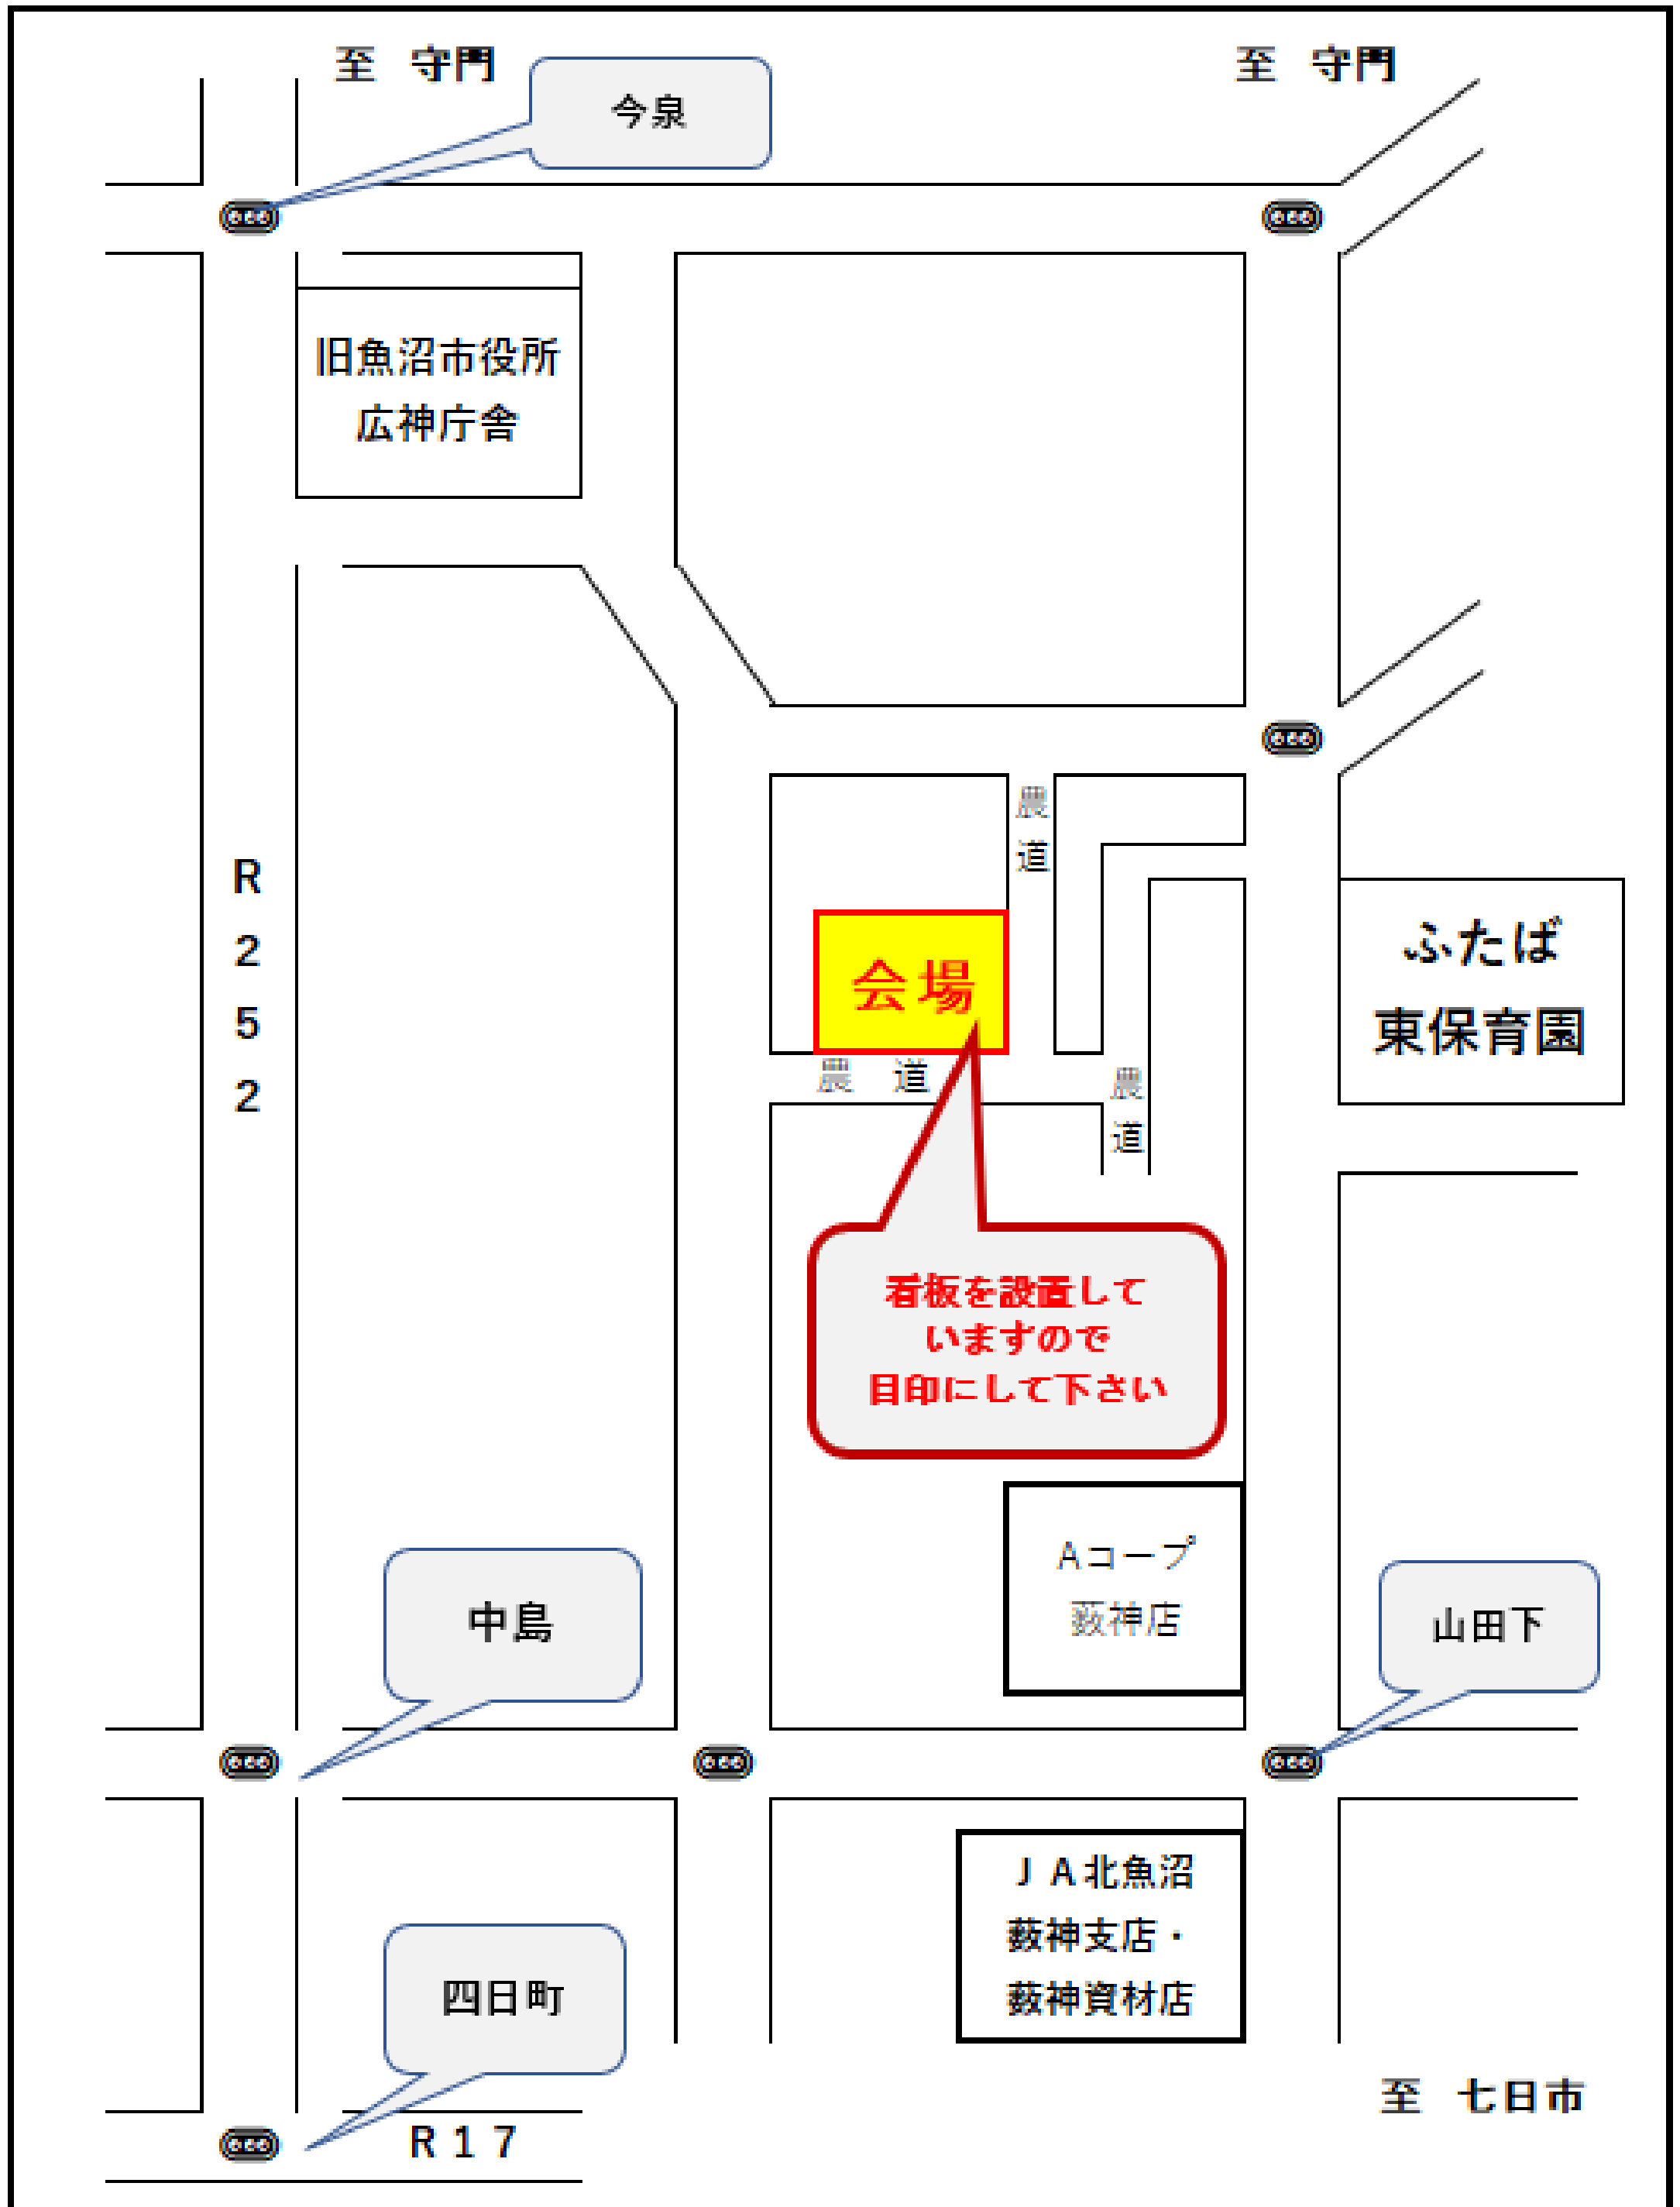 至 守門
至 守門
今泉
旧魚沼市役所
広神庁舎
農
道
R
2
5
2
会場
ふたば
東保育園
農 道
農
道
看板を設置して
いますので
目印にして下さい
Aコープ
薮神店
中島
山田下
ＪＡ北魚沼
薮神支店・
薮神資材店
四日町
至 七日市
R１７